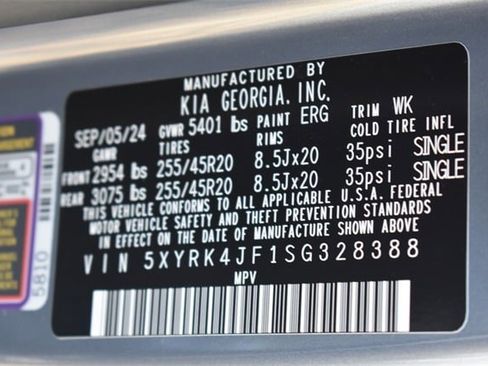 MANUFACTURED BY
KIA GEORGIA, INC.
SEP/05/24 GVWR 5401 lbs PAINT ERG TRIM WK
GAWR TIRES RIMS COLD TIRE INFL
FRONT 2954 lbs 255/45R20 8.5Jx20 35psi SINGLE
REAR 3075 lbs 255/45R20 8.5Jx20 35psi SINGLE
THIS VEHICLE CONFORMS TO ALL APPLICABLE U.S.A. FEDERAL
MOTOR VEHICLE SAFETY AND THEFT PREVENTION STANDARDS
IN EFFECT ON THE DATE OF MANUFACTURE SHOWN ABOVE
VIN 5XYRK4JF1SG328388
MPV
5810